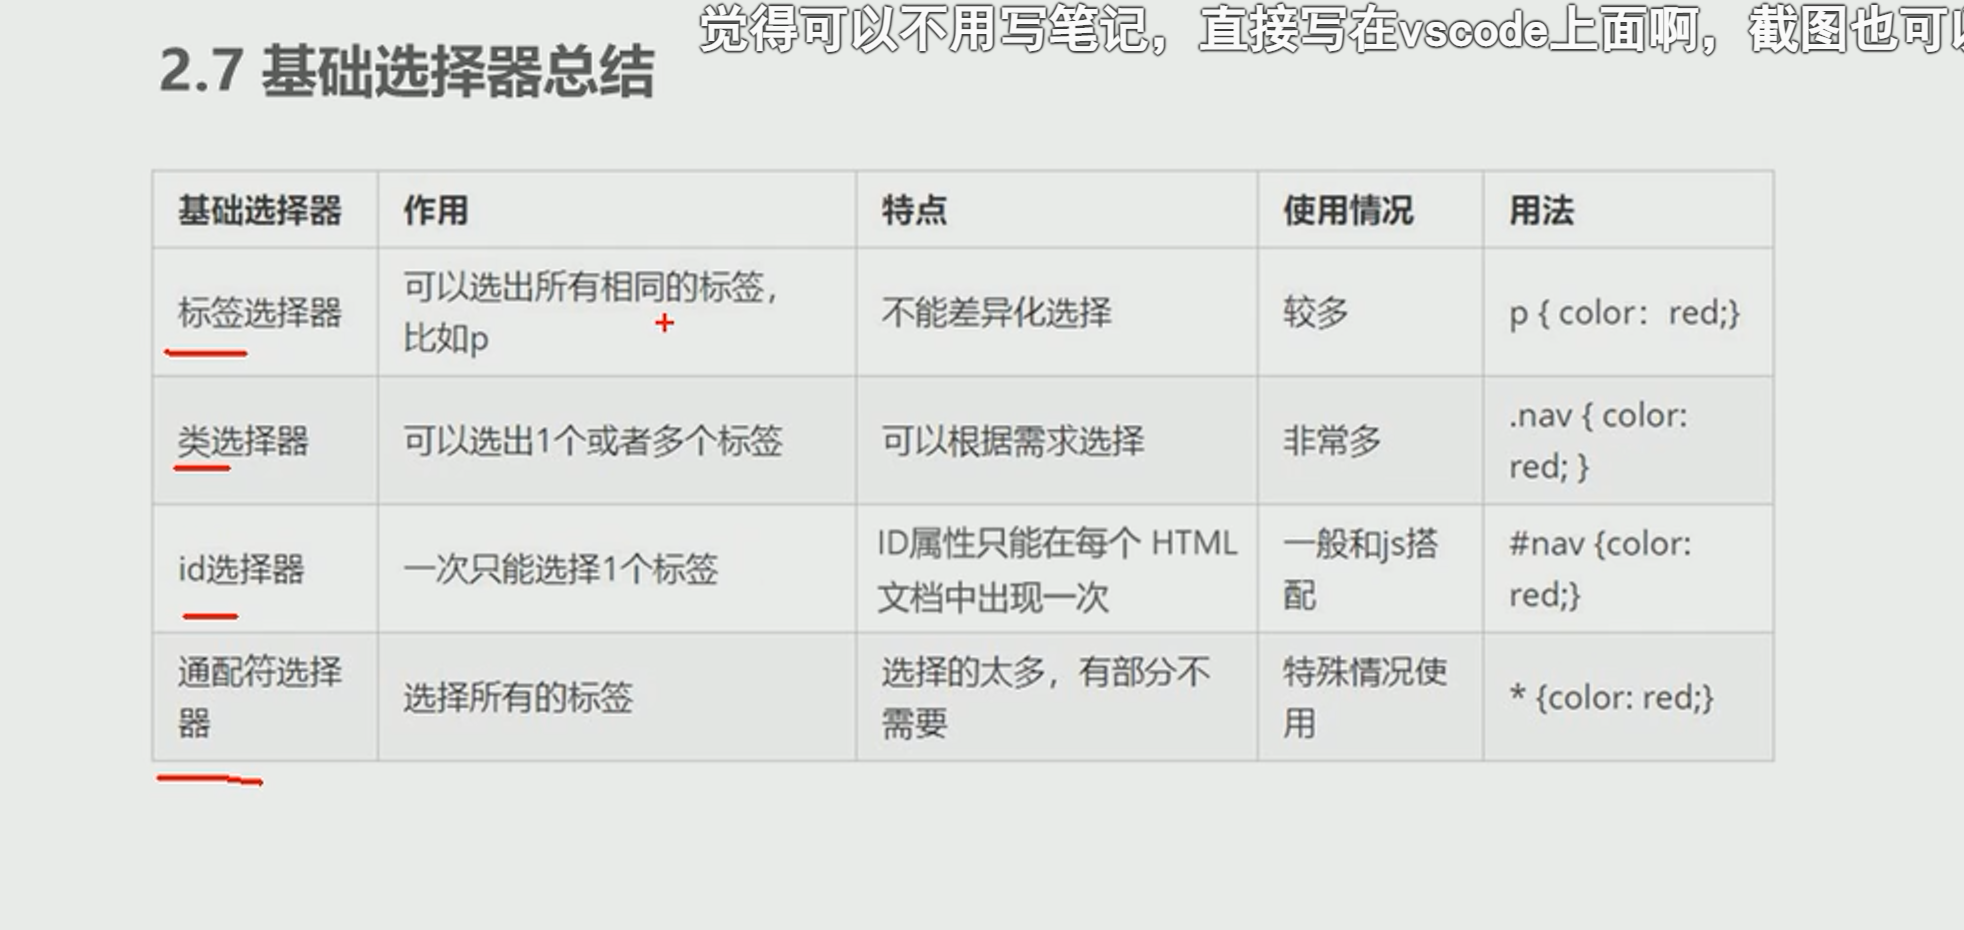 觉得可以不用写笔记，直接写在vscode上面啊，截图也可以
2.7 基础选择器总结
基础选择器
作用
特点
使用情况
用法
标签选择器
可以选出所有相同的标签，
比如p
不能差异化选择
较多
p { color： red;}
类选择器
可以选出1个或者多个标签
可以根据需求选择
非常多
.nav { color:
red; }
id选择器
一次只能选择1个标签
ID属性只能在每个 HTML
文档中出现一次
一般和js搭
配
#nav {color:
red;}
通配符选择
器
选择所有的标签
选择的太多，有部分不
需要
特殊情况使
用
* {color: red;}